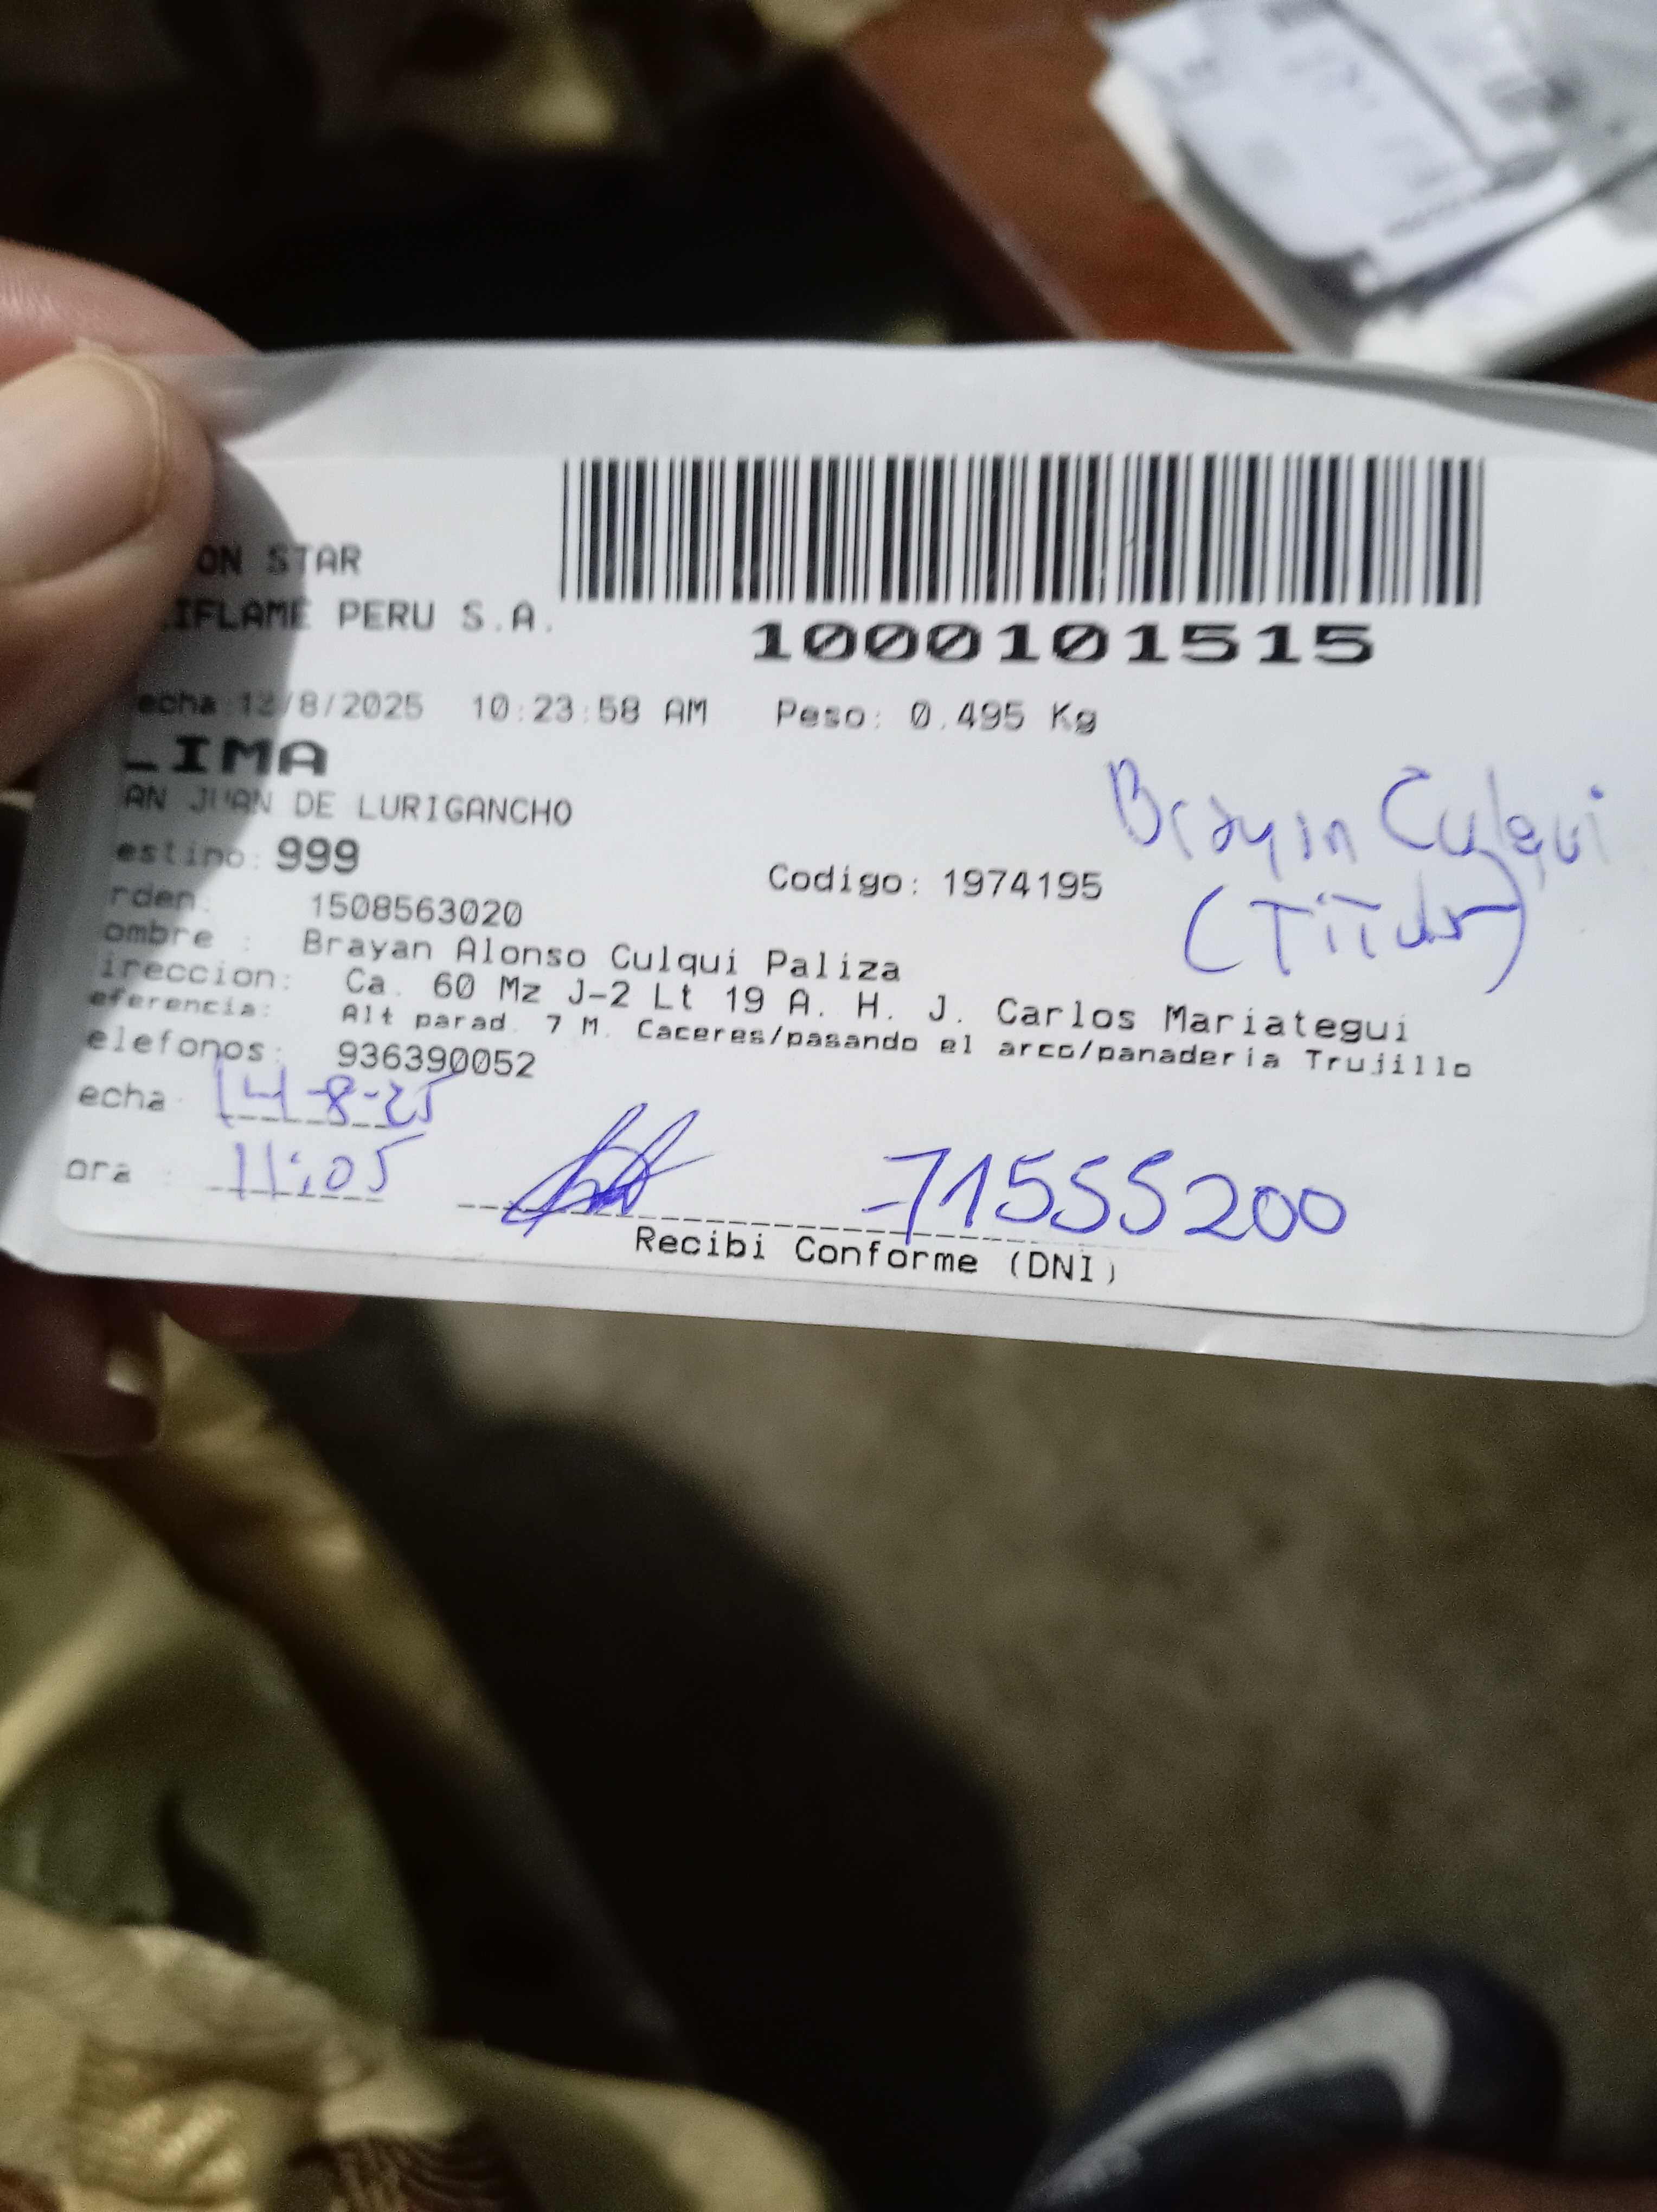 ON STAR
IFLAME PERU S.A.
1000101515
echa:12/8/2025 10:23:58 AM Peso: 0.495 Kg
LIMA
AN JUAN DE LURIGANCHO
estino: 999
Codigo: 1974195
Brayan Culqui
(Titular)
rden: 1508563020
ombre : Brayan Alonso Culqui Paliza
ireccion: Ca. 60 Mz J-2 Lt 19 A. H. J. Carlos Mariategui
eferencia: Alt parad. 7 M. Caceres/pasando el arco/panaderia Trujillo
elefonos: 936390052
echa 14-8-25
ora : 11:05
71555200
Recibi Conforme (DNI)